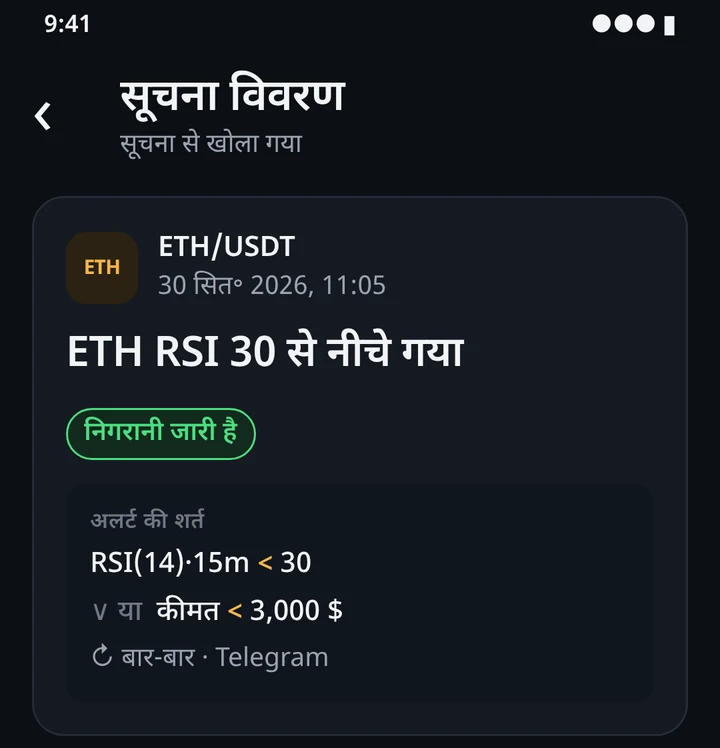 9:41
सूचना विवरण
सूचना से खोला गया
ETH
ETH/USDT
30 सित॰ 2026, 11:05
ETH RSI 30 से नीचे गया
निगरानी जारी है
अलर्ट की शर्त
RSI(14)·15m < 30
∨ या कीमत < 3,000 $
↻ बार-बार · Telegram